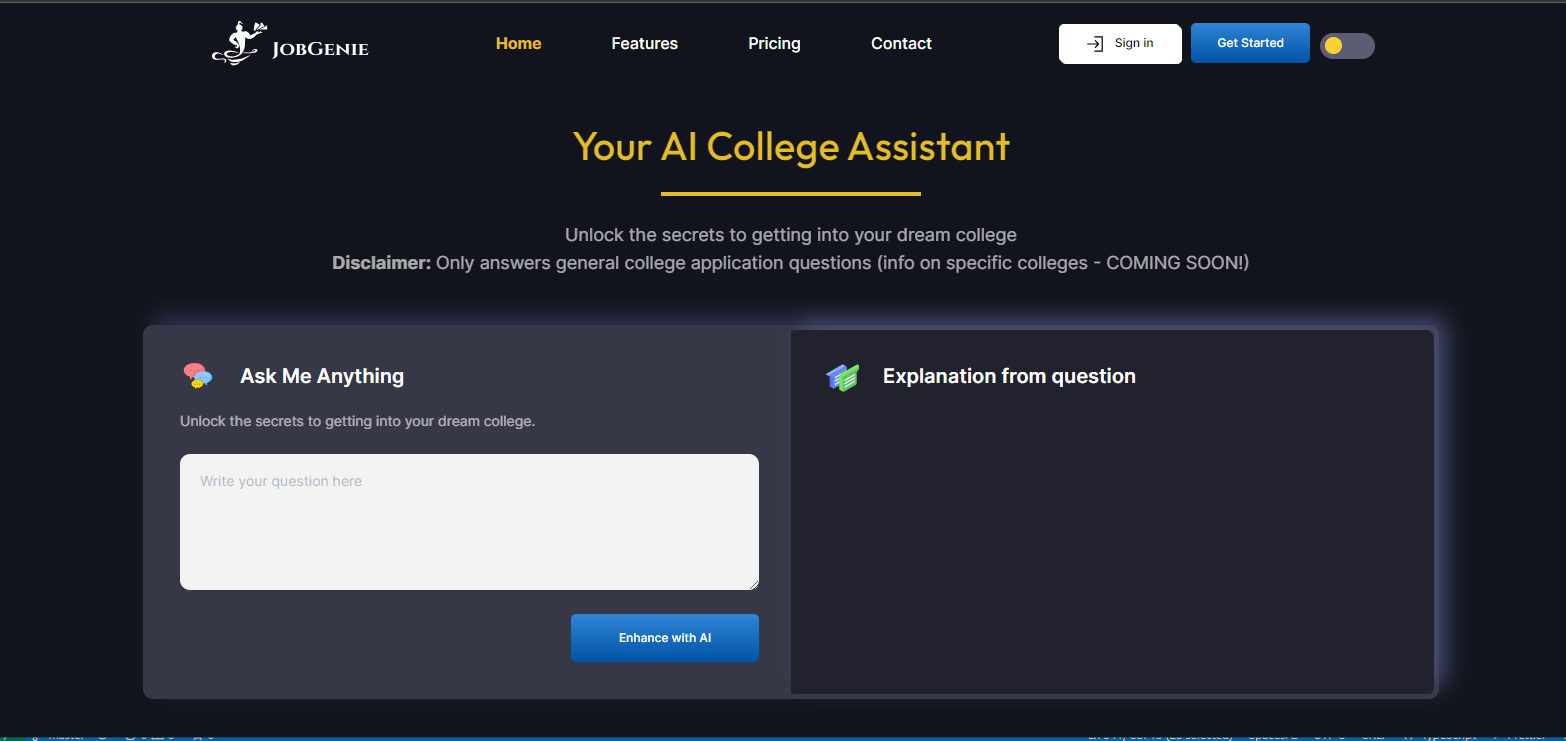 JobGenie
Home
Features
Pricing
Contact
Sign in
Get Started
Your AI College Assistant
Unlock the secrets to getting into your dream college
Disclaimer: Only answers general college application questions (info on specific colleges - COMING SOON!)
Ask Me Anything
Unlock the secrets to getting into your dream college.
Write your question here
Enhance with AI
Explanation from question